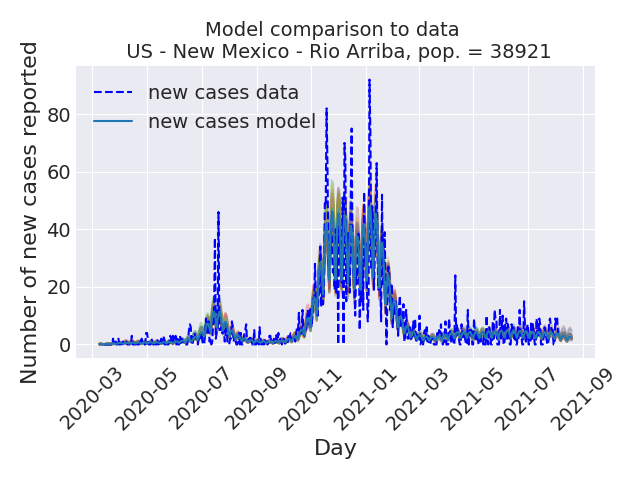 Model comparison to data
US - New Mexico - Rio Arriba, pop. = 38921
Number of new cases reported
80
60
40
20
0
new cases data
new cases model
2020-03
2020-05
2020-07
2020-09
2020-11
2021-01
2021-03
2021-05
2021-07
2021-09
Day